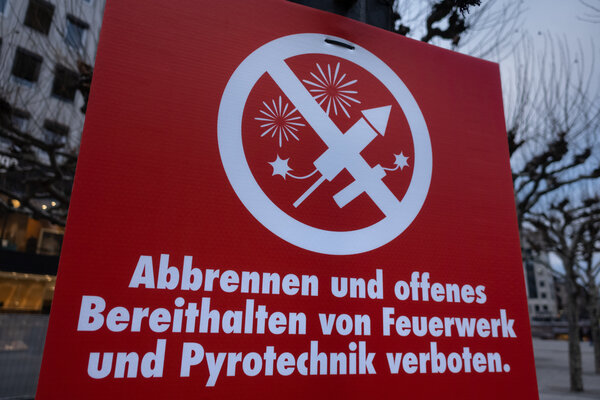 Abbrennen und offenes
Bereithalten von Feuerwerk
und Pyrotechnik verboten.